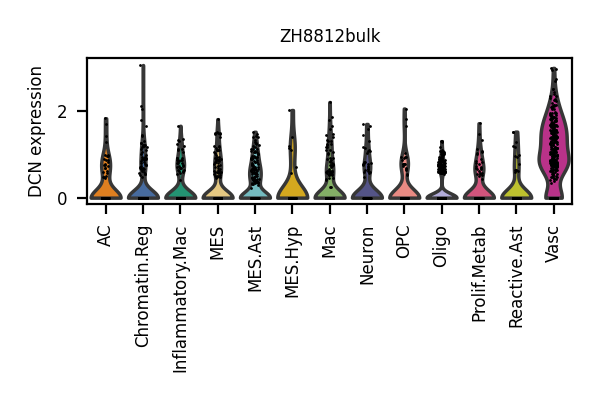 ZH8812bulk
DCN expression
2
0
AC
Chromatin.Reg
Inflammatory.Mac
MES
MES.Ast
MES.Hyp
Mac
Neuron
OPC
Oligo
Prolif.Metab
Reactive.Ast
Vasc